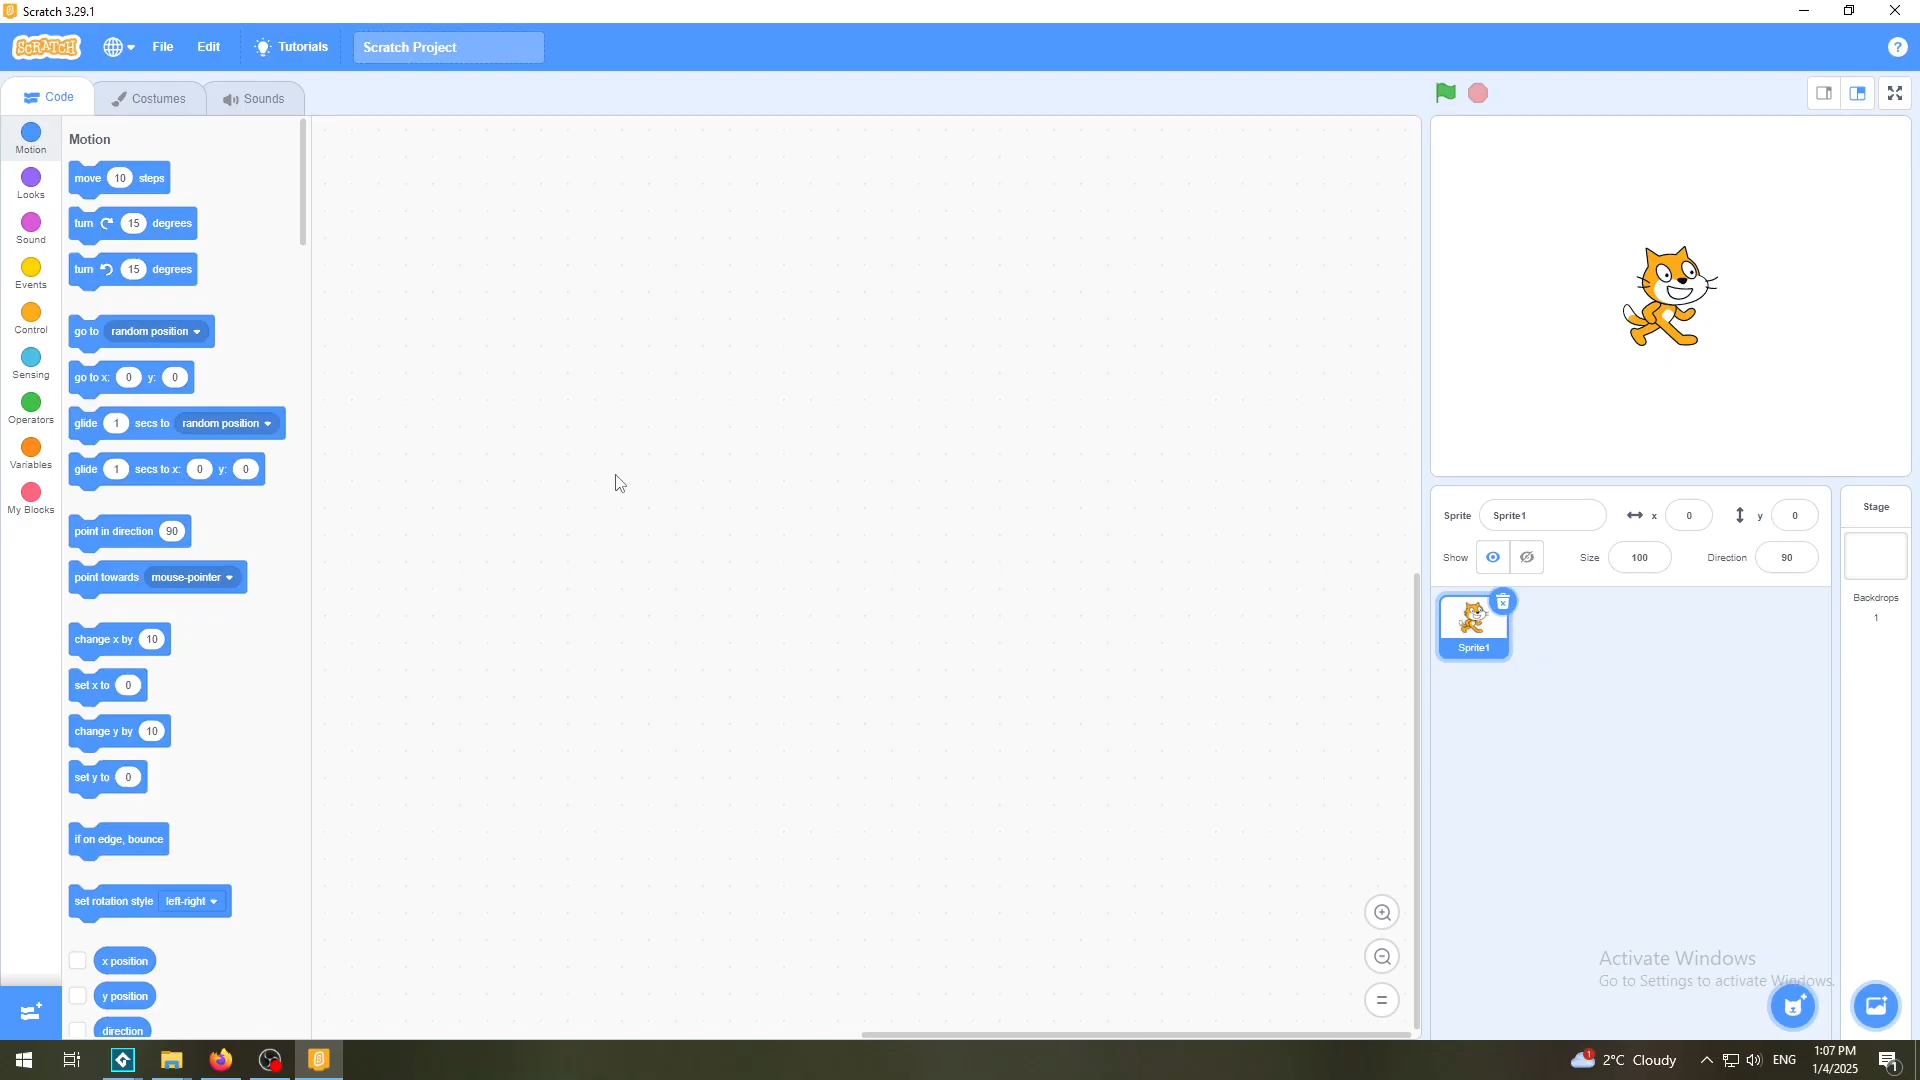 Scratch 3.29.1
SCRATCH
File
Edit
Tutorials
Scratch Project
?
Code
Costumes
Sounds
Motion
Looks
Sound
Events
Control
Sensing
Operators
Variables
My Blocks
Motion
move 10 steps
turn 15 degrees
turn 15 degrees
go to random position
go to x: 0 y: 0
glide 1 secs to random position
glide 1 secs to x: 0 y: 0
point in direction 90
point towards mouse-pointer
change x by 10
set x to 0
change y by 10
set y to 0
if on edge, bounce
set rotation style left-right
x position
y position
direction
Sprite Sprite1 x 0 y 0
Show Size 100 Direction 90
Sprite1
Stage
Backdrops
1
Activate Windows
Go to Settings to activate Windows.
1
2°C Cloudy
ENG
1:07 PM
1/4/2025
1